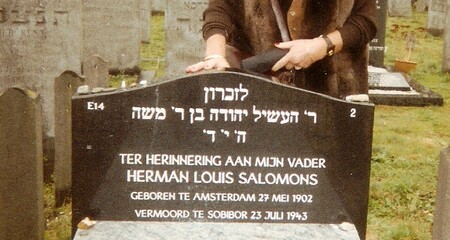 לזכרון
E14
ר' העשיל יהודה בן ר' משה
2
ה' י' ד'
TER HERINNERING AAN MIJN VADER
HERMAN LOUIS SALOMONS
GEBOREN TE AMSTERDAM 27 MEI 1902
VERMOORD TE SOBIBOR 23 JULI 1943